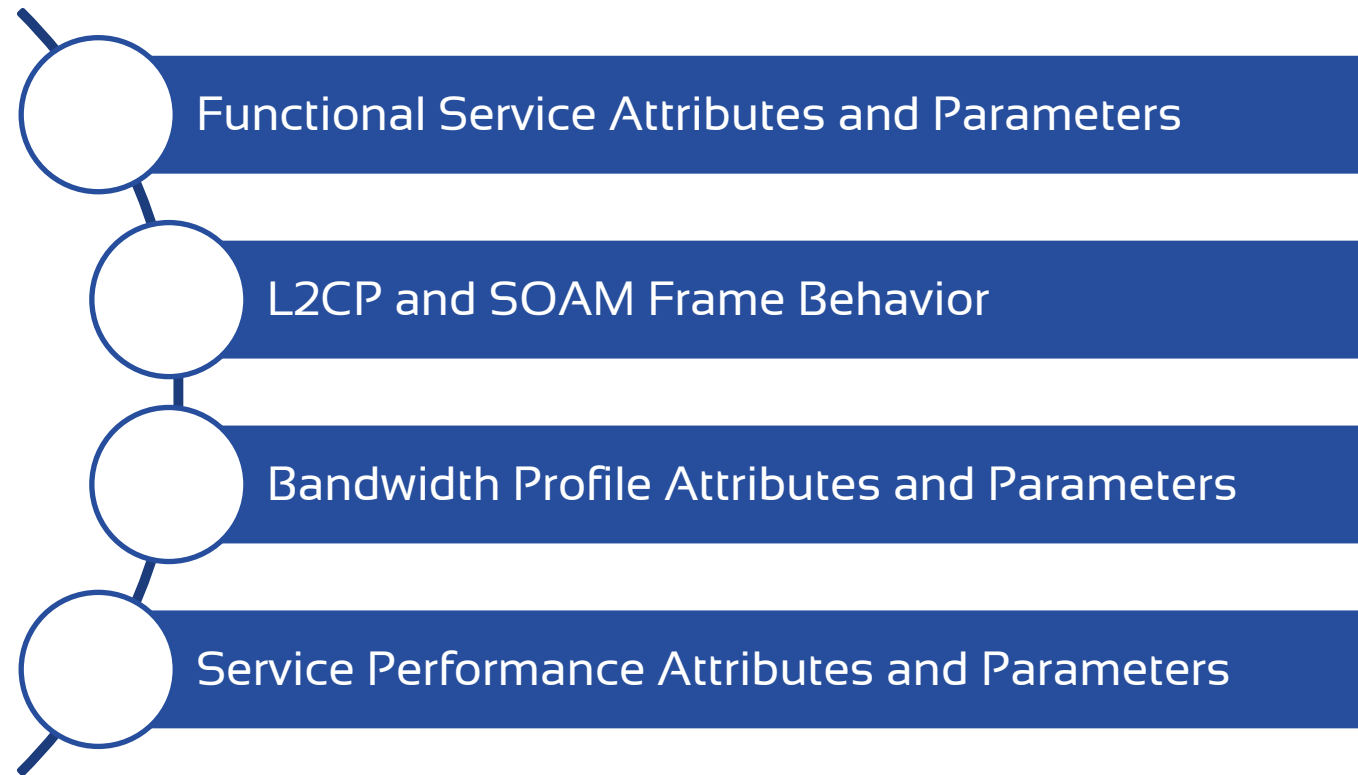 Functional Service Attributes and Parameters
L2CP and SOAM Frame Behavior
Bandwidth Profile Attributes and Parameters
Service Performance Attributes and Parameters